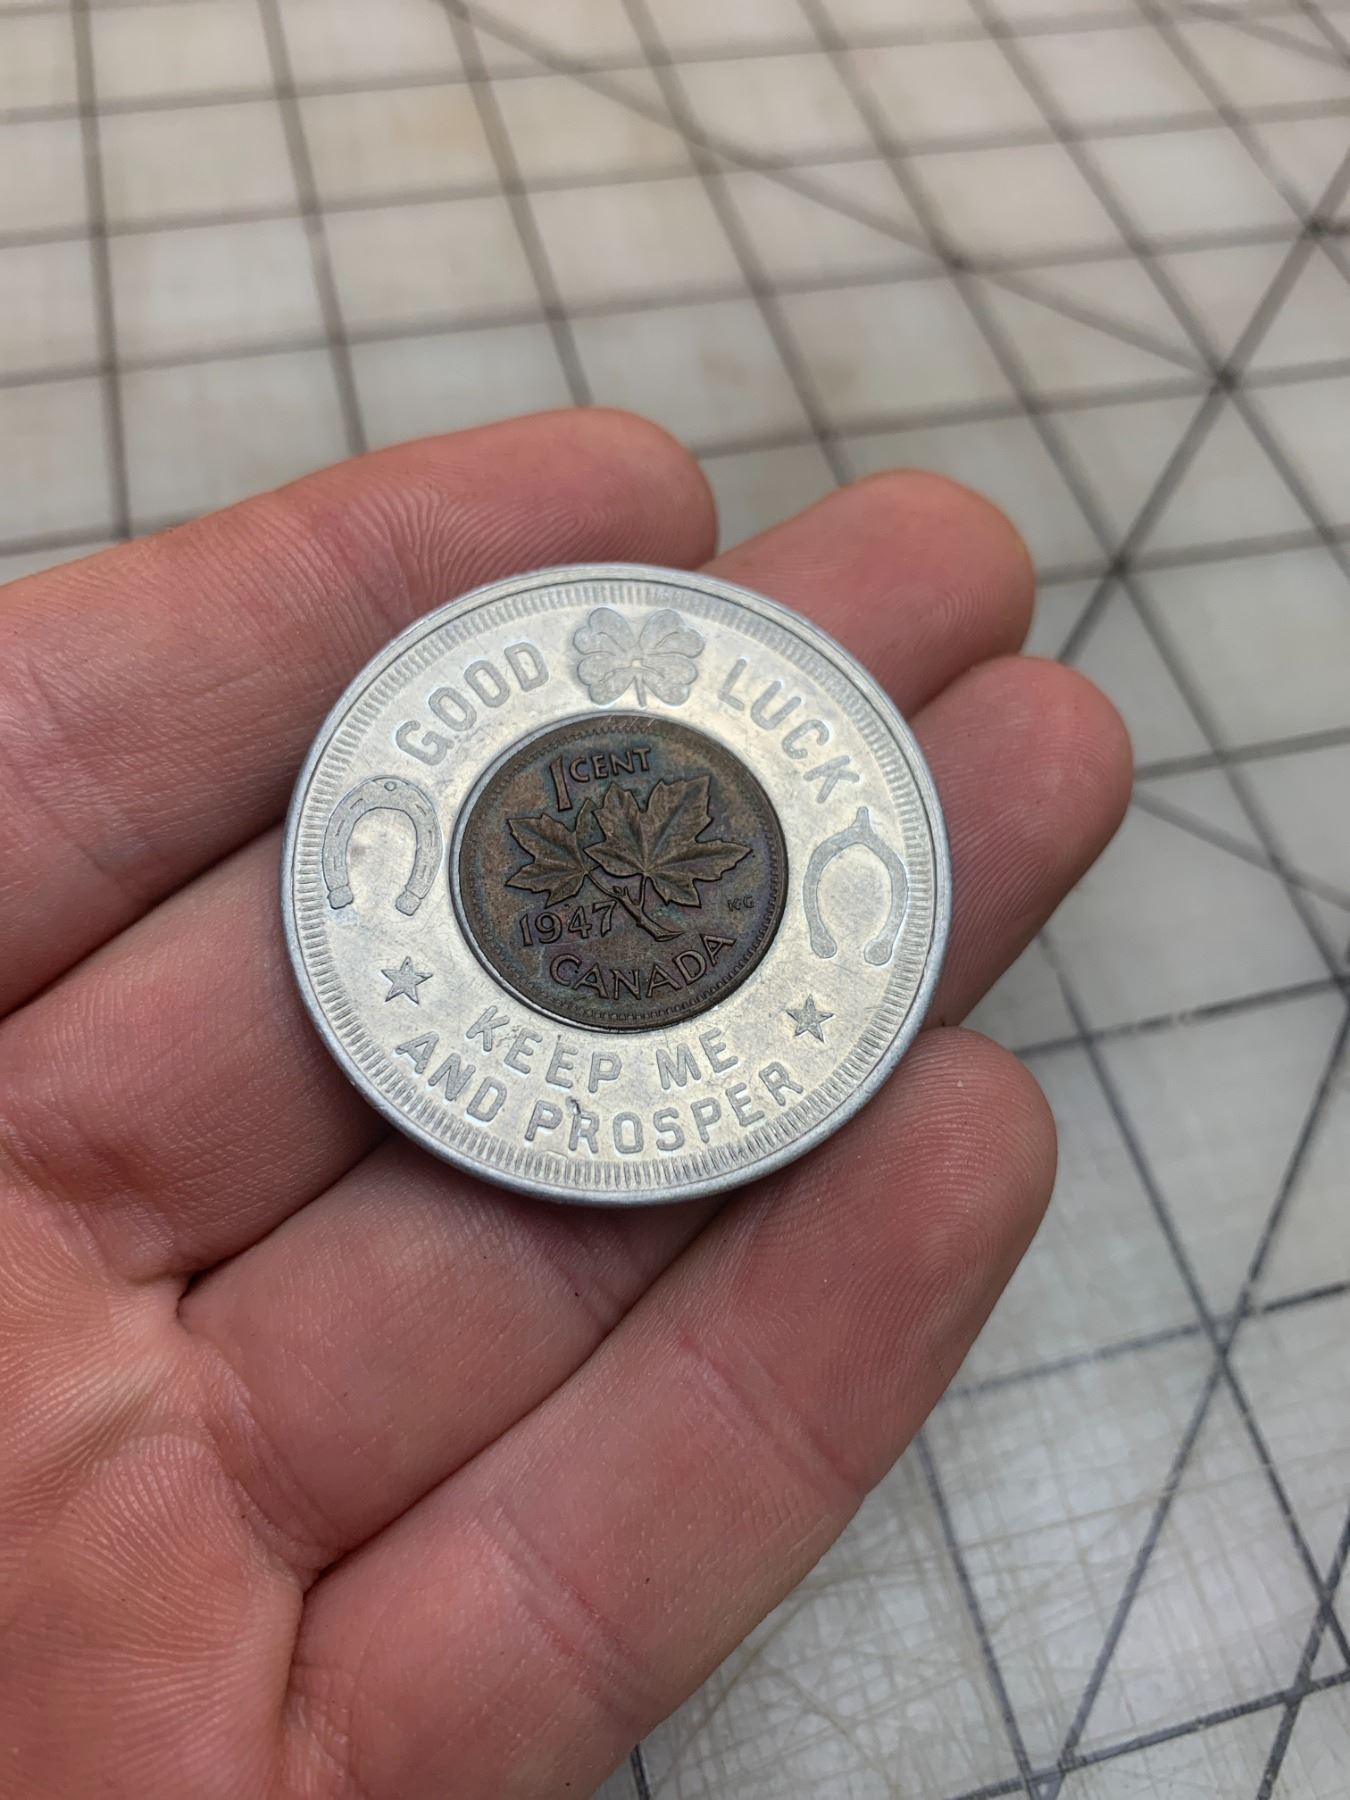 GOOD LUCK
1 CENT
1947
KG
CANADA
KEEP ME
AND PROSPER